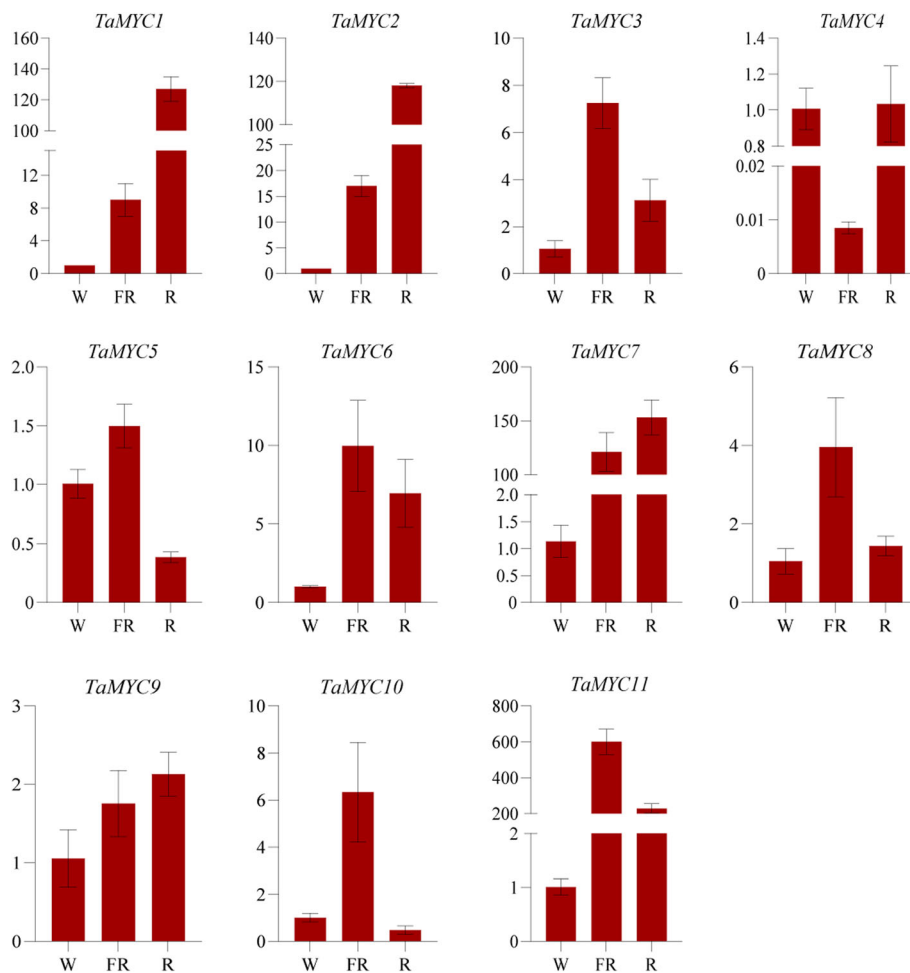 TaMYC1 TaMYC2 TaMYC3 TaMYC4
160 140 8 1.4
140 120 6 1.2
120 100 4 1.0
100 25 2 0.8
12 20 0 0.02
8 15 0.01
4 10 0
0 5
0
W FR R W FR R W FR R W FR R
TaMYC5 TaMYC6 TaMYC7 TaMYC8
2.0 15 200 6
1.5 10 150 4
1.0 5 100 2
0.5 0 2.0 0
0 1.5
1.0
0.5
0
W FR R W FR R W FR R W FR R
TaMYC9 TaMYC10 TaMYC11
3 10 800
2 8 600
1 6 400
0 4 200
2 2
0 1
0
W FR R W FR R W FR R